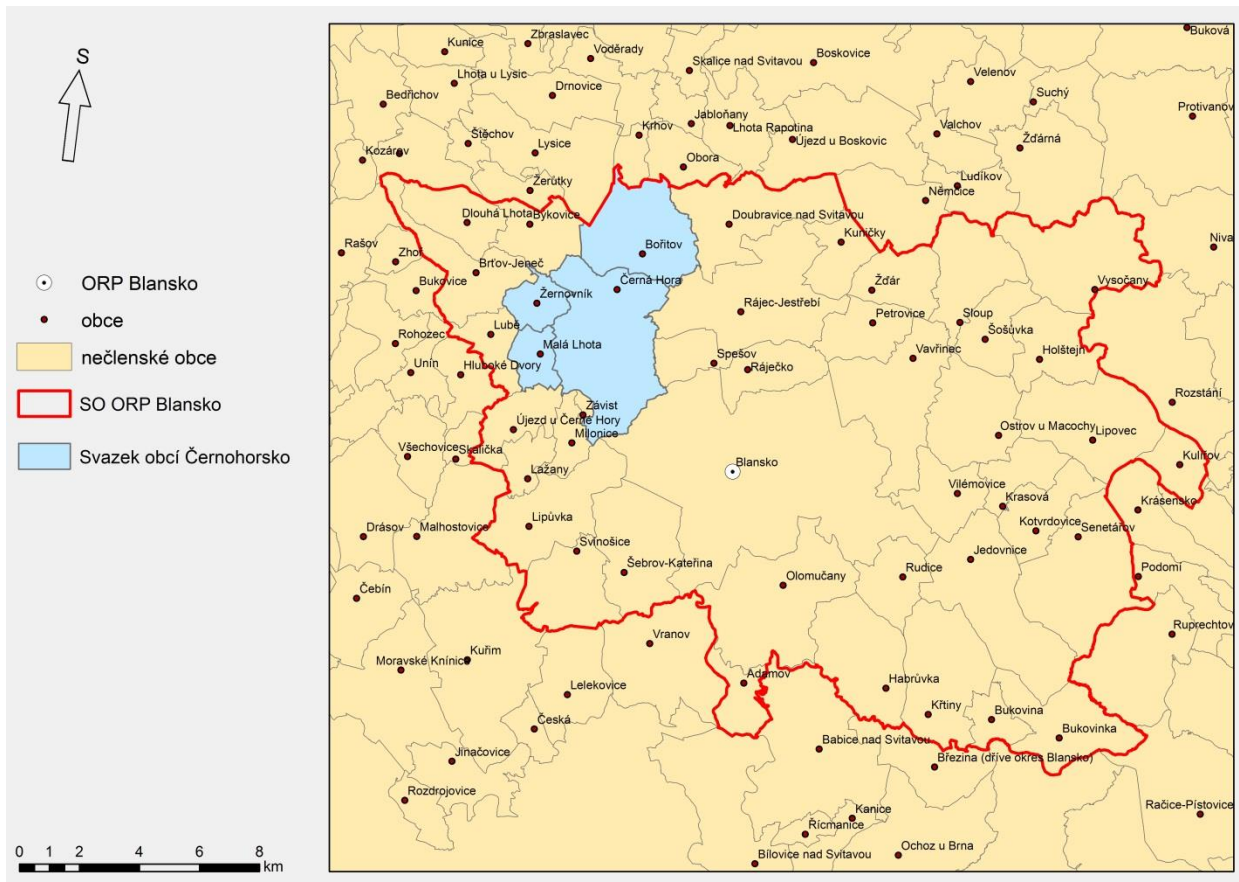 S
ORP Blansko
obce
nečlenské obce
SO ORP Blansko
Svazek obcí Černohorsko
0 1 2 4 6 8
km
Buková
Zbraslavec
Kunice
Voděrady
Boskovice
Skalice nad Svitavou
Lhota u Lysic
Velenov
Drnovice
Bedřichov
Suchý
Protivanov
Jabloňany
Krhov
Lhota Rapotina
Valchov
Štěchov
Újezd u Boskovic
Žďárná
Lysice
Kozárov
Obora
Ludíkov
Žerůtky
Němčice
Dlouhá Lhota
Bykovice
Doubravice nad Svitavou
Kuničky
Rašov
Zhoř
Bořitov
Niva
Brťov-Jeneč
Bukovice
Černá Hora
Žďár
Vysočany
Žernovník
Rájec-Jestřebí
Petrovice
Sloup
Lubě
Šošůvka
Rohozec
Malá Lhota
Vavřinec
Holštejn
Spešov
Unín
Hluboké Dvory
Ráječko
Rozstání
Závist
Újezd u Černé Hory
Ostrov u Macochy
Lipovec
Milonice
Všechovice
Skalička
Kulířov
Blansko
Lažany
Vilémovice
Krasová
Krásensko
Lipůvka
Drásov
Malhostovice
Kotvrdovice
Senetářov
Svinošice
Jedovnice
Šebrov-Kateřina
Olomučany
Rudice
Podomí
Čebín
Vranov
Ruprechtov
Moravské Knínice
Kuřim
Adamov
Habrůvka
Lelekovice
Křtiny
Bukovina
Česká
Bukovinka
Babice nad Svitavou
Jinačovice
Březina (dříve okres Blansko)
Rozdrojovice
Kanice
Račice-Pístovice
Řícmanice
Ochoz u Brna
Bílovice nad Svitavou